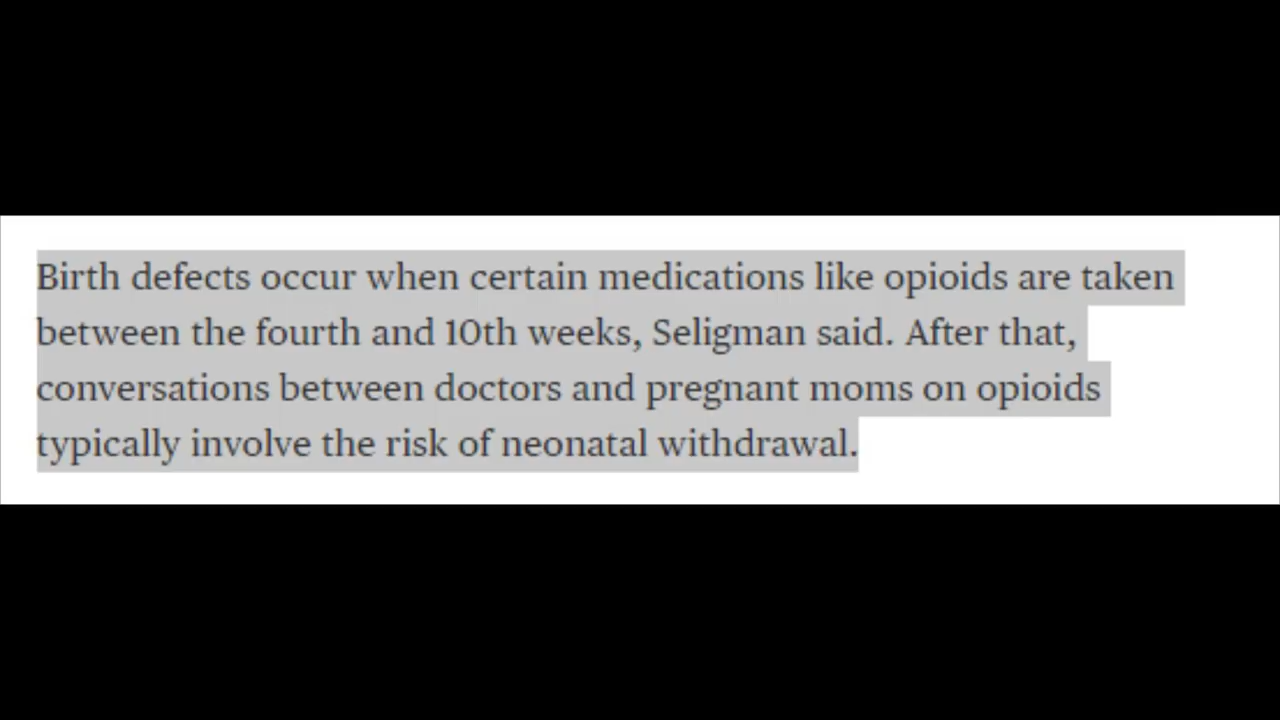 Birth defects occur when certain medications like opioids are taken
between the fourth and 10th weeks, Seligman said. After that,
conversations between doctors and pregnant moms on opioids
typically involve the risk of neonatal withdrawal.